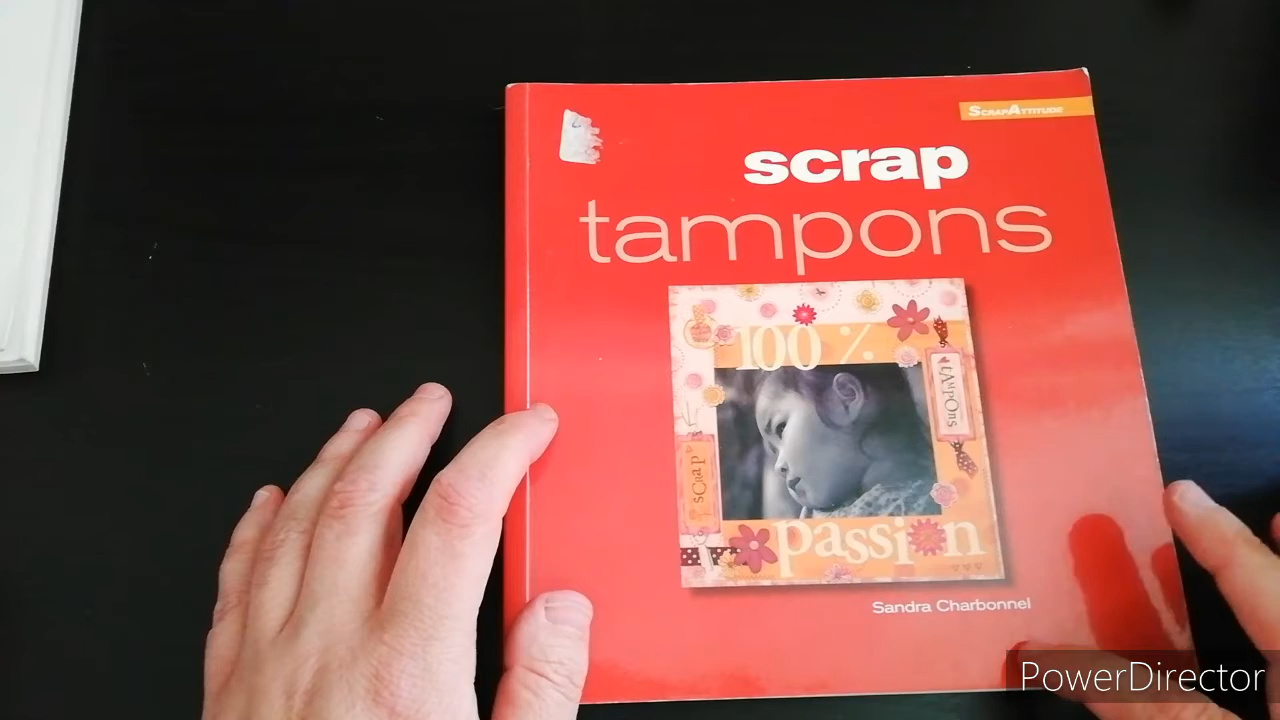 ScrapAttitude
scrap
tampons
100 %
tAmpOns
sCrap
passion
Sandra Charbonnel
PowerDirector